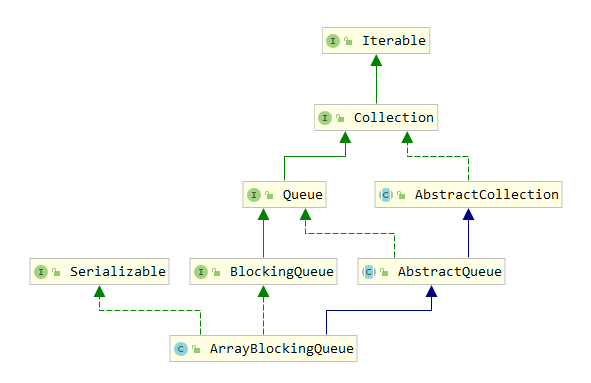 I Iterable
I Collection
I Queue
C AbstractCollection
I Serializable
I BlockingQueue
C AbstractQueue
C ArrayBlockingQueue